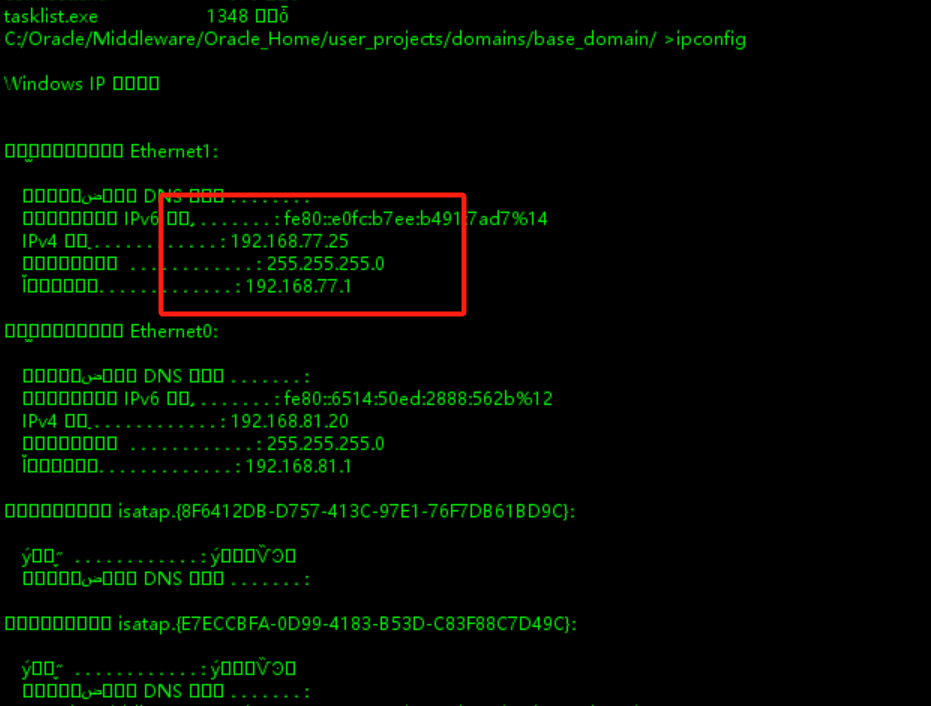 tasklist.exe 1348 □□ȫ
C:/Oracle/Middleware/Oracle_Home/user_projects/domains/base_domain/ >ipconfig
Windows IP □□□□
□□□□□□□□□□ Ethernet1:
□□□□□ض□□□ DNS □□□ . . . . . . . :
□□□□□□□□ IPv6 □□. . . . . . . . : fe80::e0fc:b7ee:b491:7ad7%14
IPv4 □□ . . . . . . . . . . . . : 192.168.77.25
□□□□□□□□ . . . . . . . . . . . . : 255.255.255.0
□□□□□□. . . . . . . . . . . . . : 192.168.77.1
□□□□□□□□□□ Ethernet0:
□□□□□ض□□□ DNS □□□ . . . . . . . :
□□□□□□□□ IPv6 □□. . . . . . . . : fe80::6514:50ed:2888:562b%12
IPv4 □□ . . . . . . . . . . . . : 192.168.81.20
□□□□□□□□ . . . . . . . . . . . . : 255.255.255.0
□□□□□□. . . . . . . . . . . . . : 192.168.81.1
□□□□□□□□□ isatap.{8F6412DB-D757-413C-97E1-76F7DB61BD9C}:
ý□□ . . . . . . . . . . . . : ý□□□
□□□□□ض□□□ DNS □□□ . . . . . . . :
□□□□□□□□□ isatap.{E7ECCBFA-0D99-4183-B53D-C83F88C7D49C}:
ý□□ . . . . . . . . . . . . : ý□□□
□□□□□ض□□□ DNS □□□ . . . . . . . :